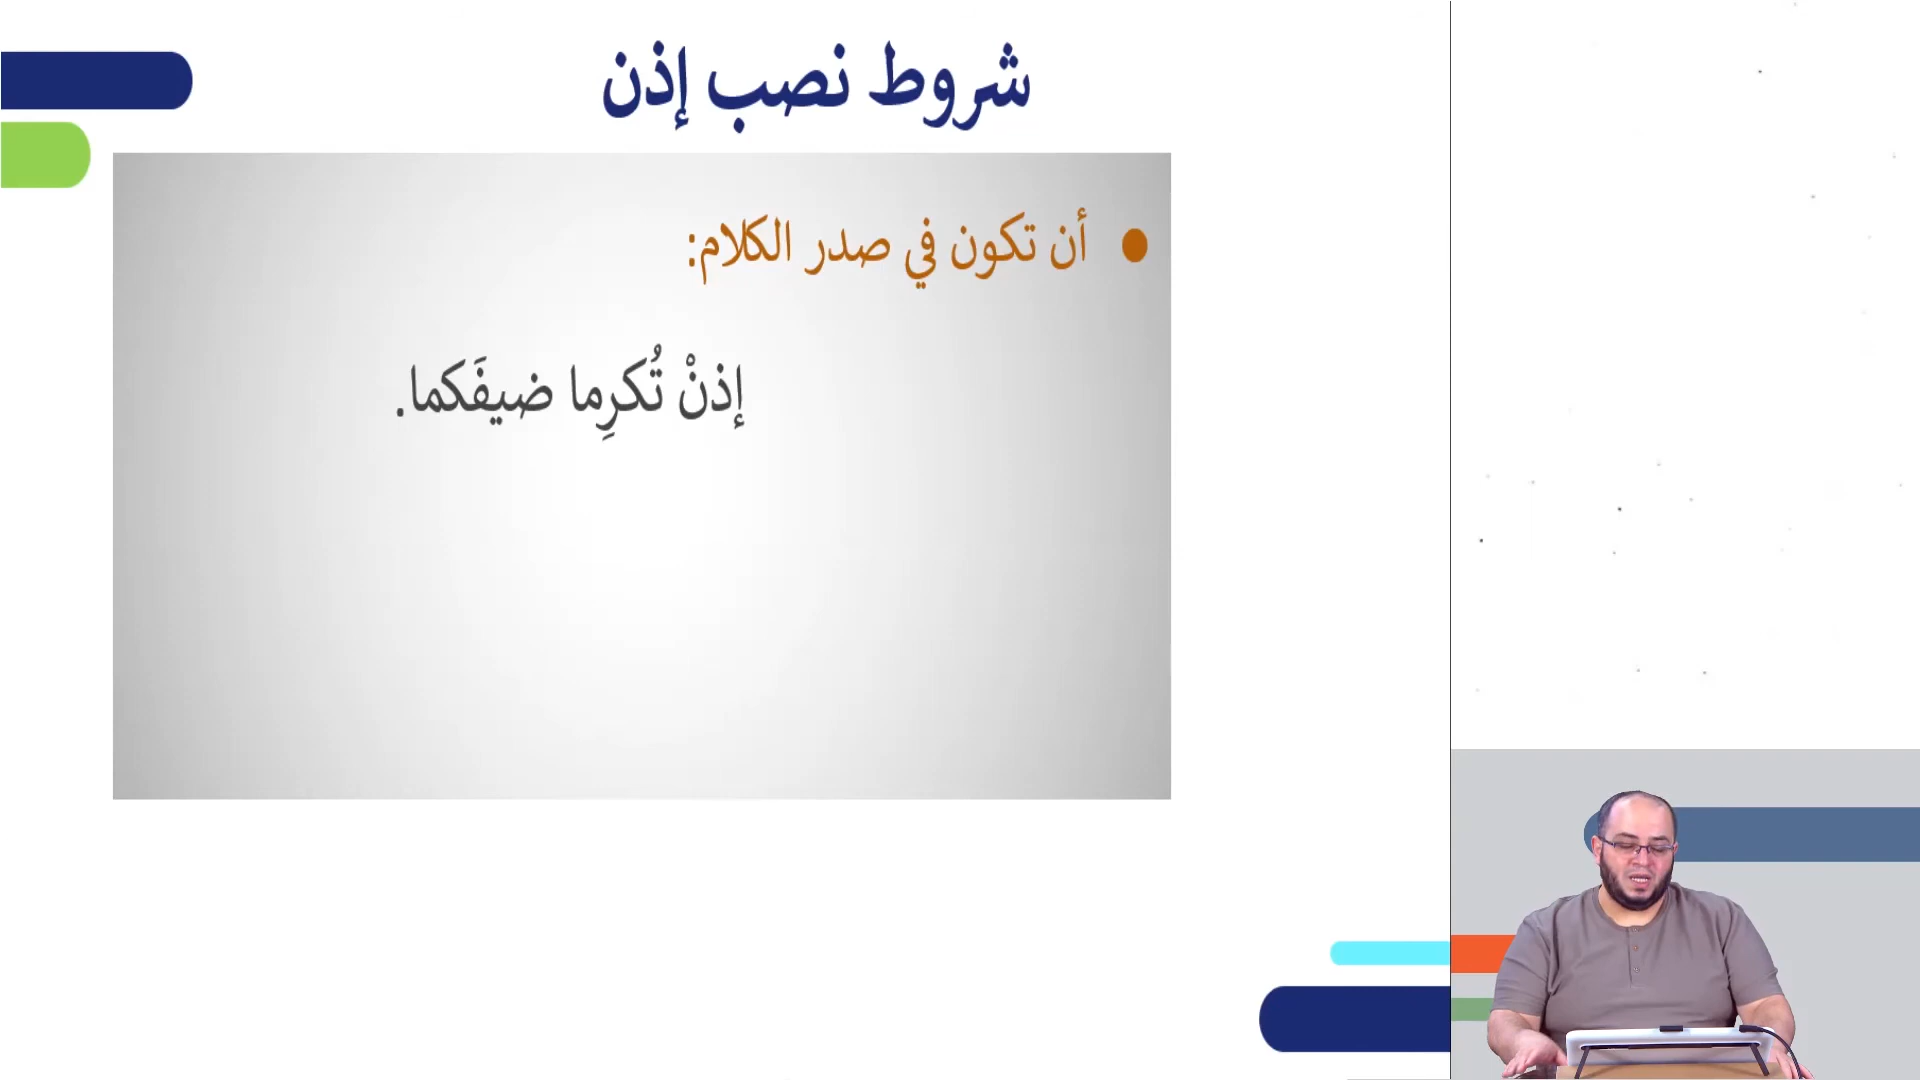 شروط نصب إذن
● أن تكون في صدر الكلام:
إذنْ تُكرِما ضيفَكما.